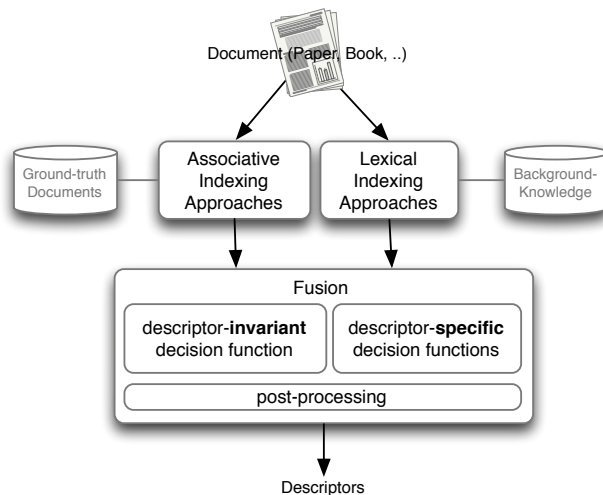 Document (Paper, Book, ..)
Ground-truth
Documents
Associative
Indexing
Approaches
Lexical
Indexing
Approaches
Background-
Knowledge
Fusion
descriptor-invariant
decision function
descriptor-specific
decision functions
post-processing
Descriptors